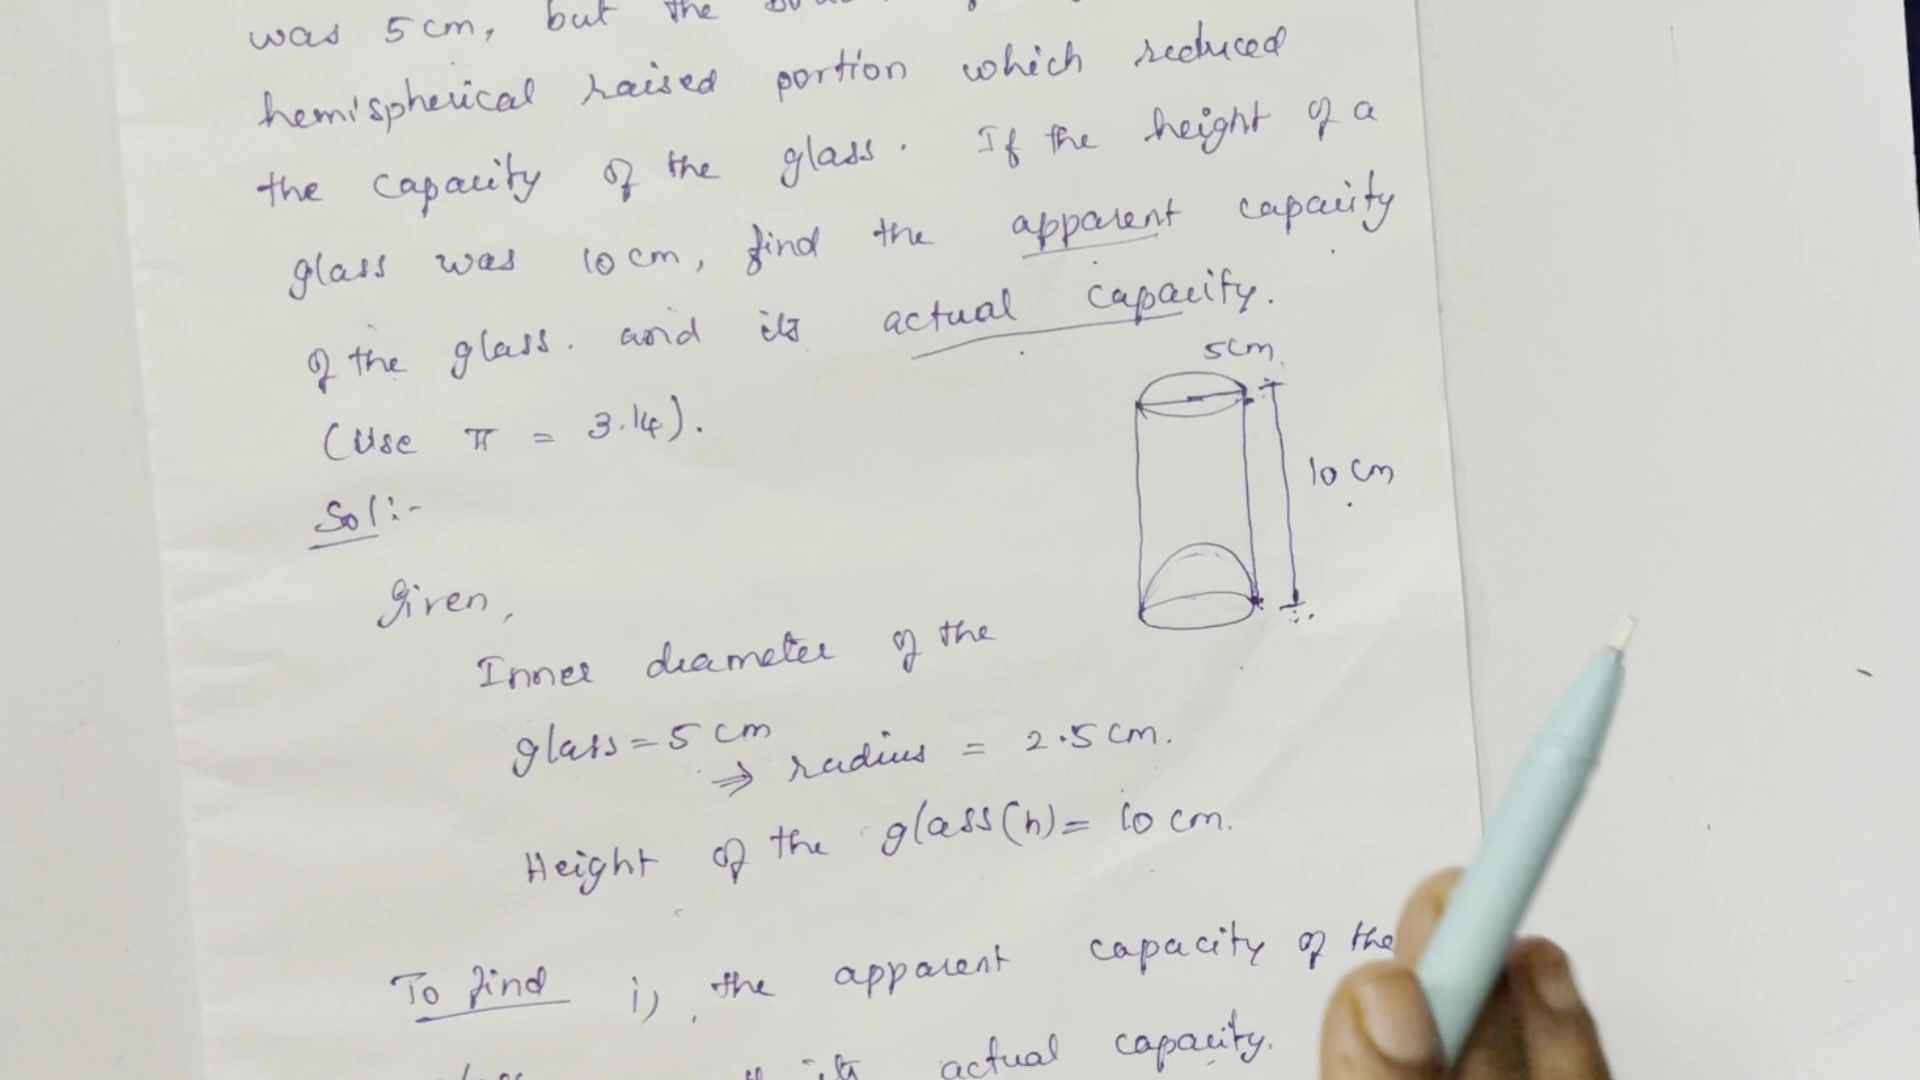 was 5 cm, but the
hemispherical raised portion which reduced
the capacity of the glass. If the height of a
glass was 10 cm, find the apparent capacity
of the glass. and its actual capacity.
(Use π = 3.14).
5cm
10 cm
Sol:-
Given,
Inner diameter of the
glass = 5 cm
⇒ radius = 2.5 cm.
Height of the glass (h) = 10 cm.
To find i) the apparent capacity of the
actual capacity.